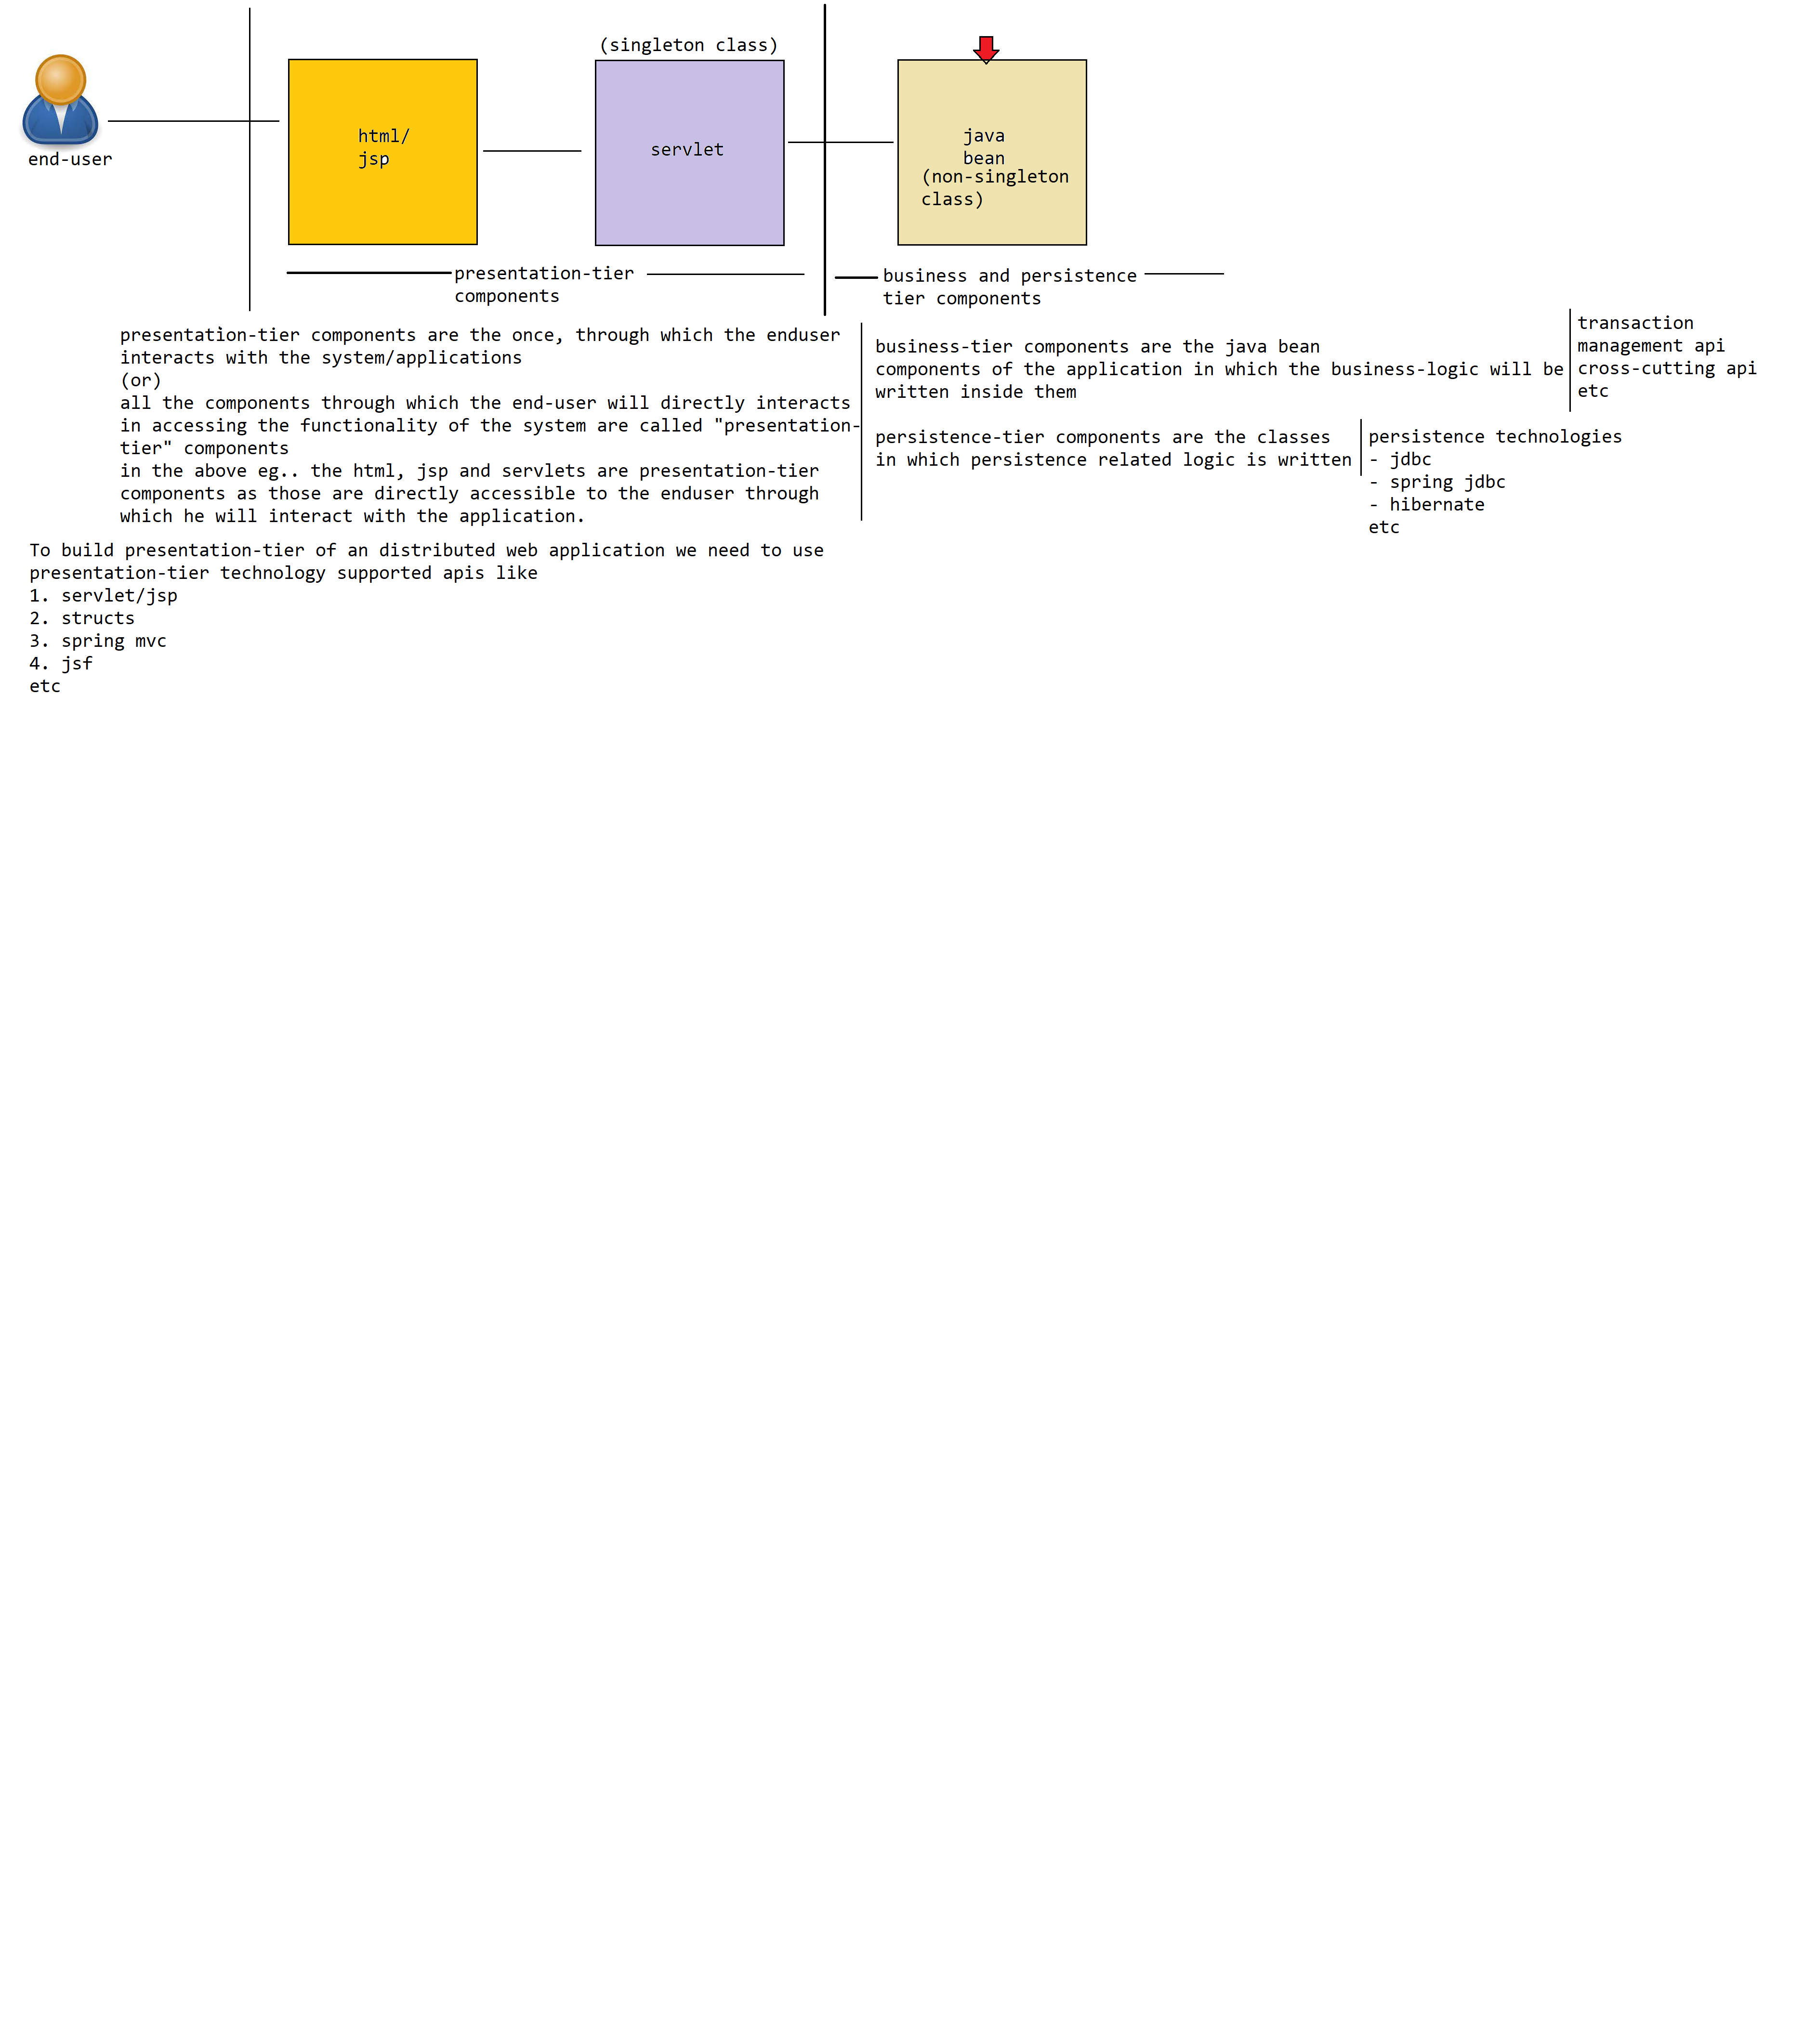 (singleton class)
end-user
html/
jsp
servlet
java
bean
(non-singleton
class)
presentation-tier
components
business and persistence
tier components
presentation-tier components are the once, through which the enduser
interacts with the system/applications
(or)
all the components through which the end-user will directly interacts
in accessing the functionality of the system are called "presentation-
tier" components
in the above eg.. the html, jsp and servlets are presentation-tier
components as those are directly accessible to the enduser through
which he will interact with the application.
business-tier components are the java bean
components of the application in which the business-logic will be
written inside them
transaction
management api
cross-cutting api
etc
persistence-tier components are the classes
in which persistence related logic is written
persistence technologies
- jdbc
- spring jdbc
- hibernate
etc
To build presentation-tier of an distributed web application we need to use
presentation-tier technology supported apis like
1. servlet/jsp
2. structs
3. spring mvc
4. jsf
etc